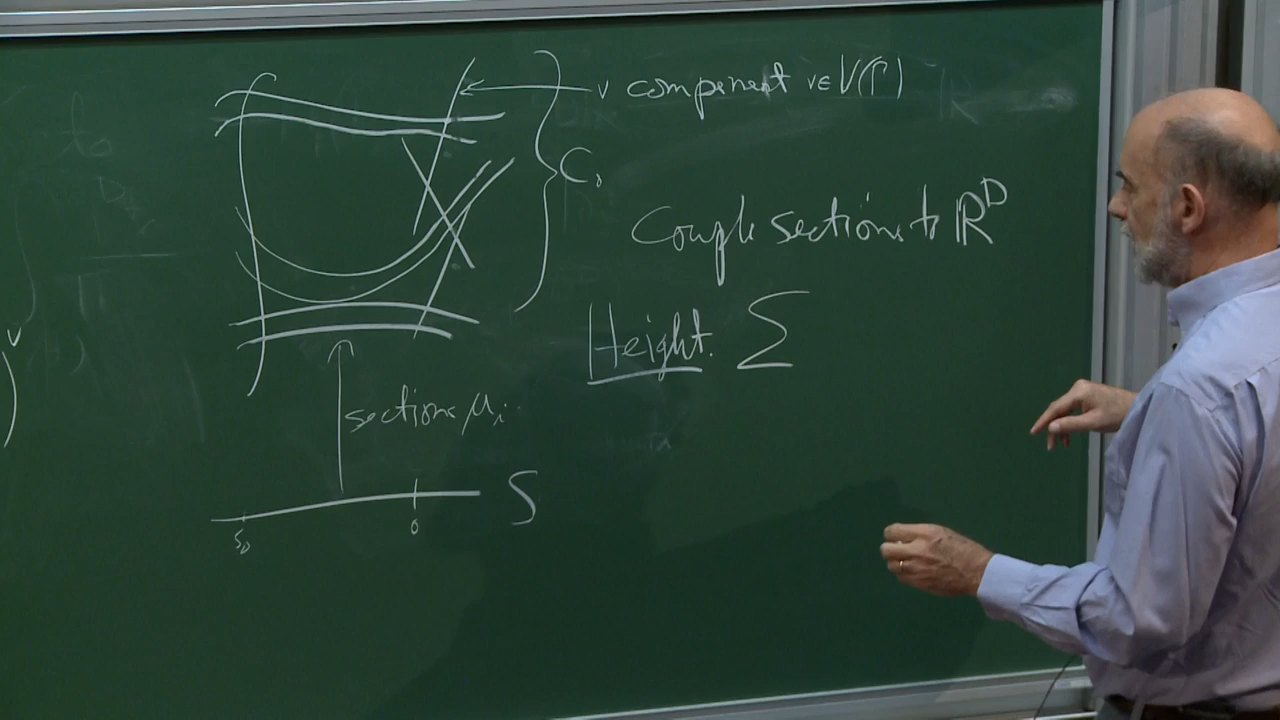 v component v∈V(Γ)
C₀
Couple sections to ℝᴰ
Height. Σ
sections μᵢ
S
s₀
0
v
)